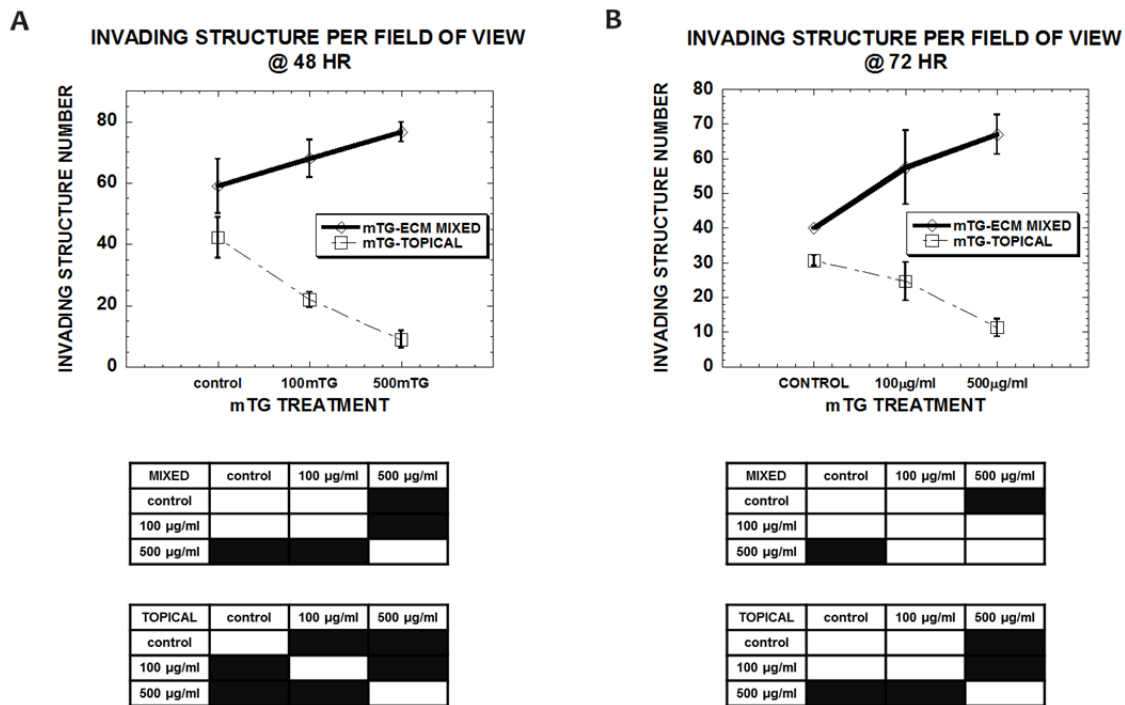 A
INVADING STRUCTURE PER FIELD OF VIEW
@ 48 HR
INVADING STRUCTURE NUMBER
100
80
60
40
20
0
mTG-ECM MIXED
mTG-TOPICAL
control 100mTG 500mTG
mTG TREATMENT
MIXED control 100 µg/ml 500 µg/ml
control
100 µg/ml
500 µg/ml
TOPICAL control 100 µg/ml 500 µg/ml
control
100 µg/ml
500 µg/ml
B
INVADING STRUCTURE PER FIELD OF VIEW
@ 72 HR
INVADING STRUCTURE NUMBER
80
70
60
50
40
30
20
10
0
mTG-ECM MIXED
mTG-TOPICAL
CONTROL 100µg/ml 500µg/ml
mTG TREATMENT
MIXED control 100 µg/ml 500 µg/ml
control
100 µg/ml
500 µg/ml
TOPICAL control 100 µg/ml 500 µg/ml
control
100 µg/ml
500 µg/ml